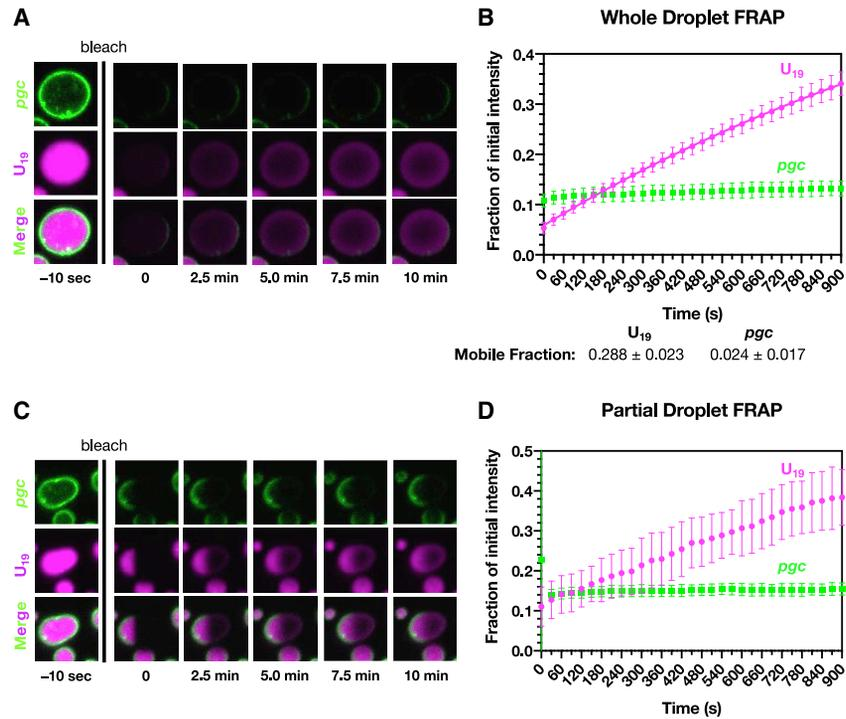 A
bleach
pgc
U19
Merge
−10 sec 0 2.5 min 5.0 min 7.5 min 10 min
B
Whole Droplet FRAP
Fraction of initial intensity
0.4
0.3
0.2
0.1
0.0
U19
pgc
0 60 120 180 240 300 360 420 480 540 600 660 720 780 840 900
Time (s)
U19 pgc
Mobile Fraction: 0.288 ± 0.023 0.024 ± 0.017
C
bleach
pgc
U19
Merge
−10 sec 0 2.5 min 5.0 min 7.5 min 10 min
D
Partial Droplet FRAP
Fraction of initial intensity
0.5
0.4
0.3
0.2
0.1
0.0
U19
pgc
0 60 120 180 240 300 360 420 480 540 600 660 720 780 840 900
Time (s)